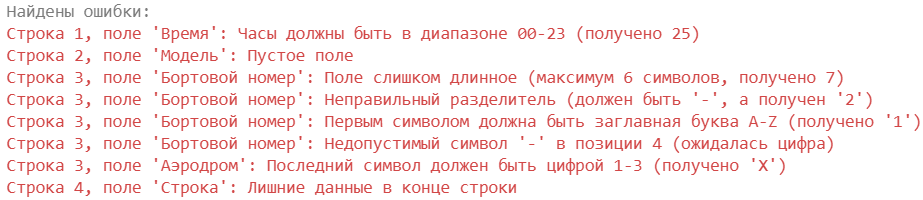 Найдены ошибки:
Строка 1, поле 'Время': Часы должны быть в диапазоне 00-23 (получено 25)
Строка 2, поле 'Модель': Пустое поле
Строка 3, поле 'Бортовой номер': Поле слишком длинное (максимум 6 символов, получено 7)
Строка 3, поле 'Бортовой номер': Неправильный разделитель (должен быть '-', а получен '2')
Строка 3, поле 'Бортовой номер': Первым символом должна быть заглавная буква A-Z (получено '1')
Строка 3, поле 'Бортовой номер': Недопустимый символ '-' в позиции 4 (ожидалась цифра)
Строка 3, поле 'Аэродром': Последний символ должен быть цифрой 1-3 (получено 'X')
Строка 4, поле 'Строка': Лишние данные в конце строки